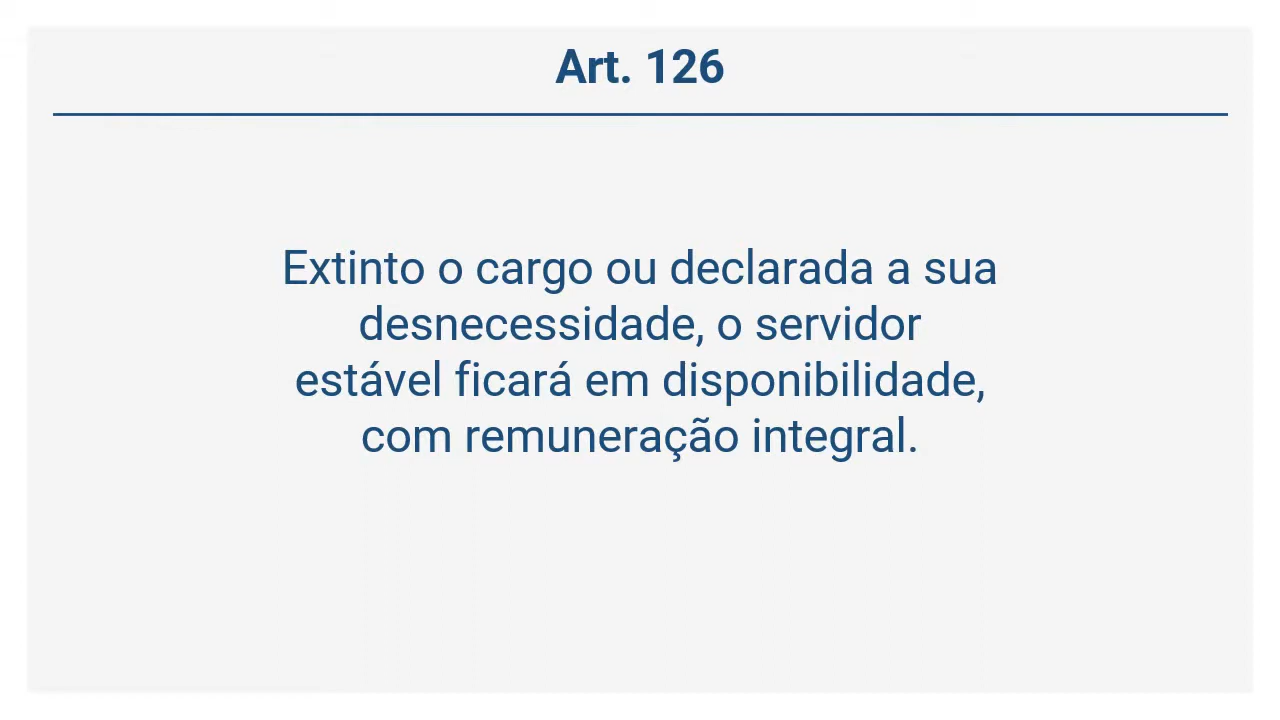 Art. 126
Extinto o cargo ou declarada a sua
desnecessidade, o servidor
estável ficará em disponibilidade,
com remuneração integral.